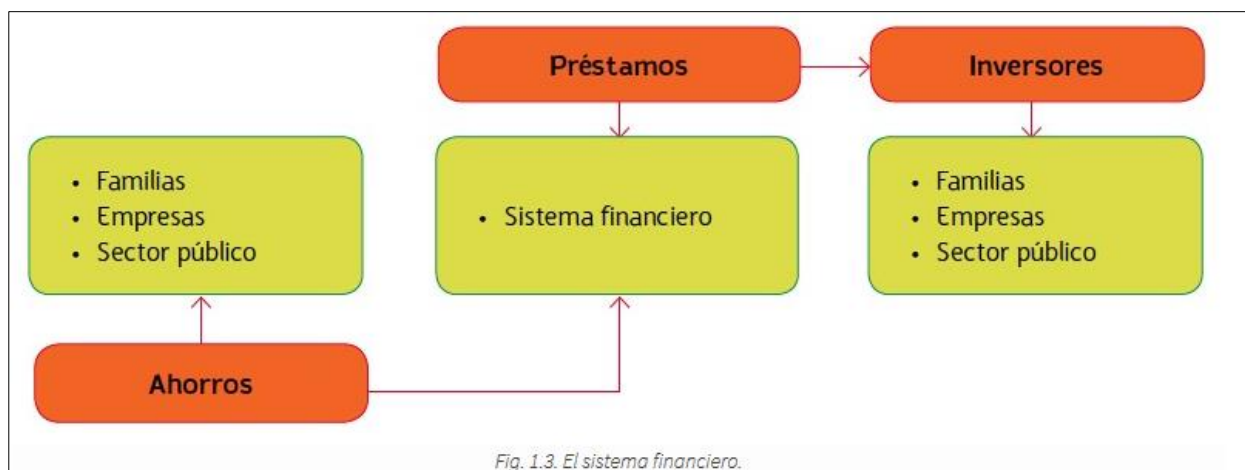 Préstamos
Inversores
• Familias
• Empresas
• Sector público
• Sistema financiero
• Familias
• Empresas
• Sector público
Ahorros
Fig. 1.3. El sistema financiero.